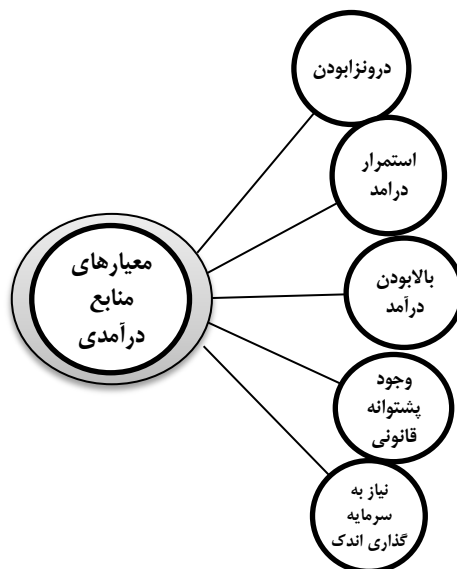 معیارهای
منابع
درآمدی
درونزابودن
استمرار
درامد
بالابودن
درآمد
وجود
پشتوانه
قانونی
نیاز به
سرمایه
گذاری اندک